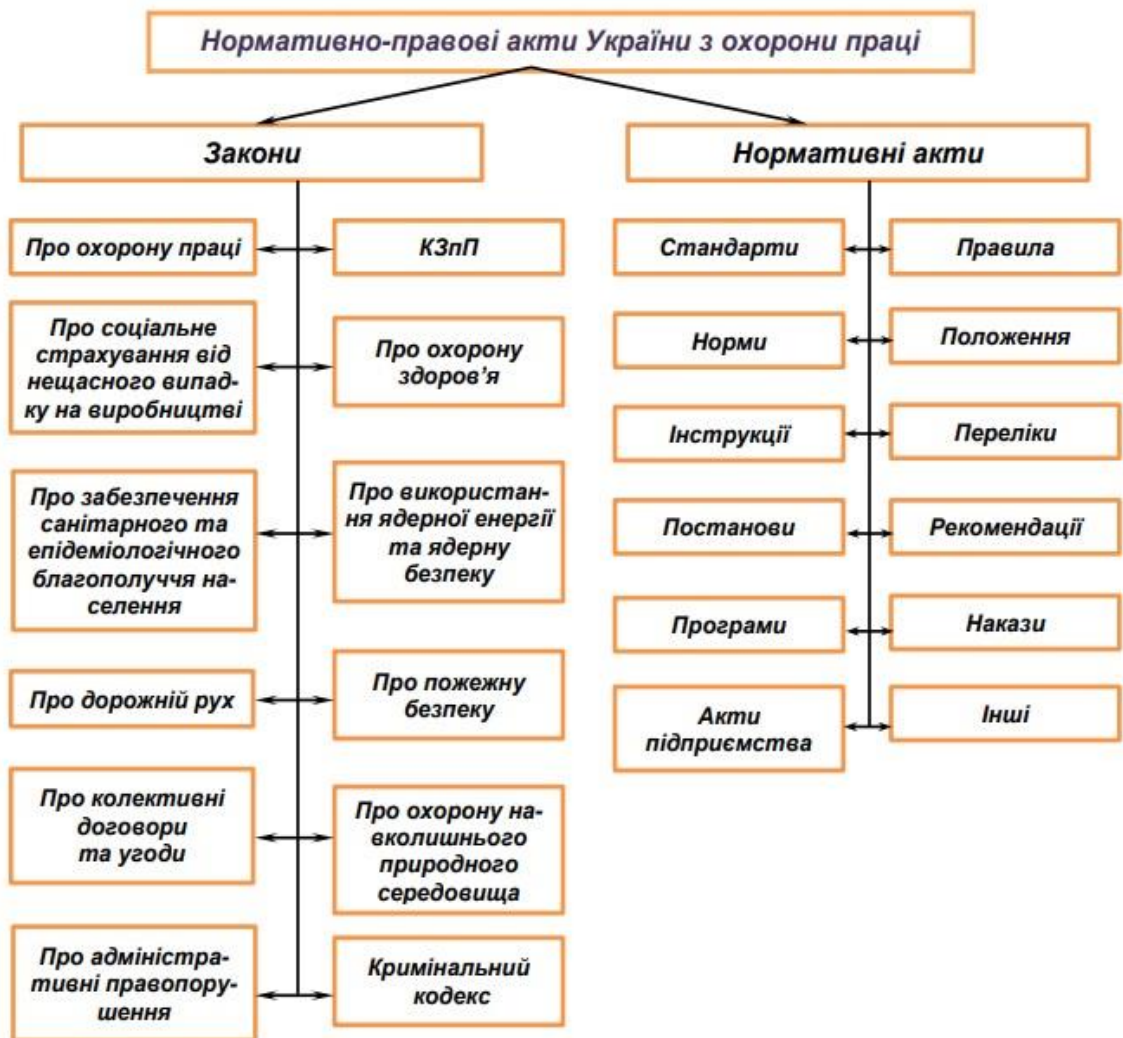 Нормативно-правові акти України з охорони праці
Закони
Нормативні акти
Про охорону праці
КЗпП
Стандарти
Правила
Про соціальне
страхування від
нещасного випад-
ку на виробництві
Про охорону
здоров’я
Норми
Положення
Інструкції
Переліки
Про забезпечення
санітарного та
епідеміологічного
благополуччя на-
селення
Про використан-
ня ядерної енергії
та ядерну
безпеку
Постанови
Рекомендації
Програми
Накази
Про дорожній рух
Про пожежну
безпеку
Акти
підприємства
Інші
Про колективні
договори
та угоди
Про охорону на-
вколишнього
природного
середовища
Про адміністра-
тивні правопору-
шення
Кримінальний
кодекс